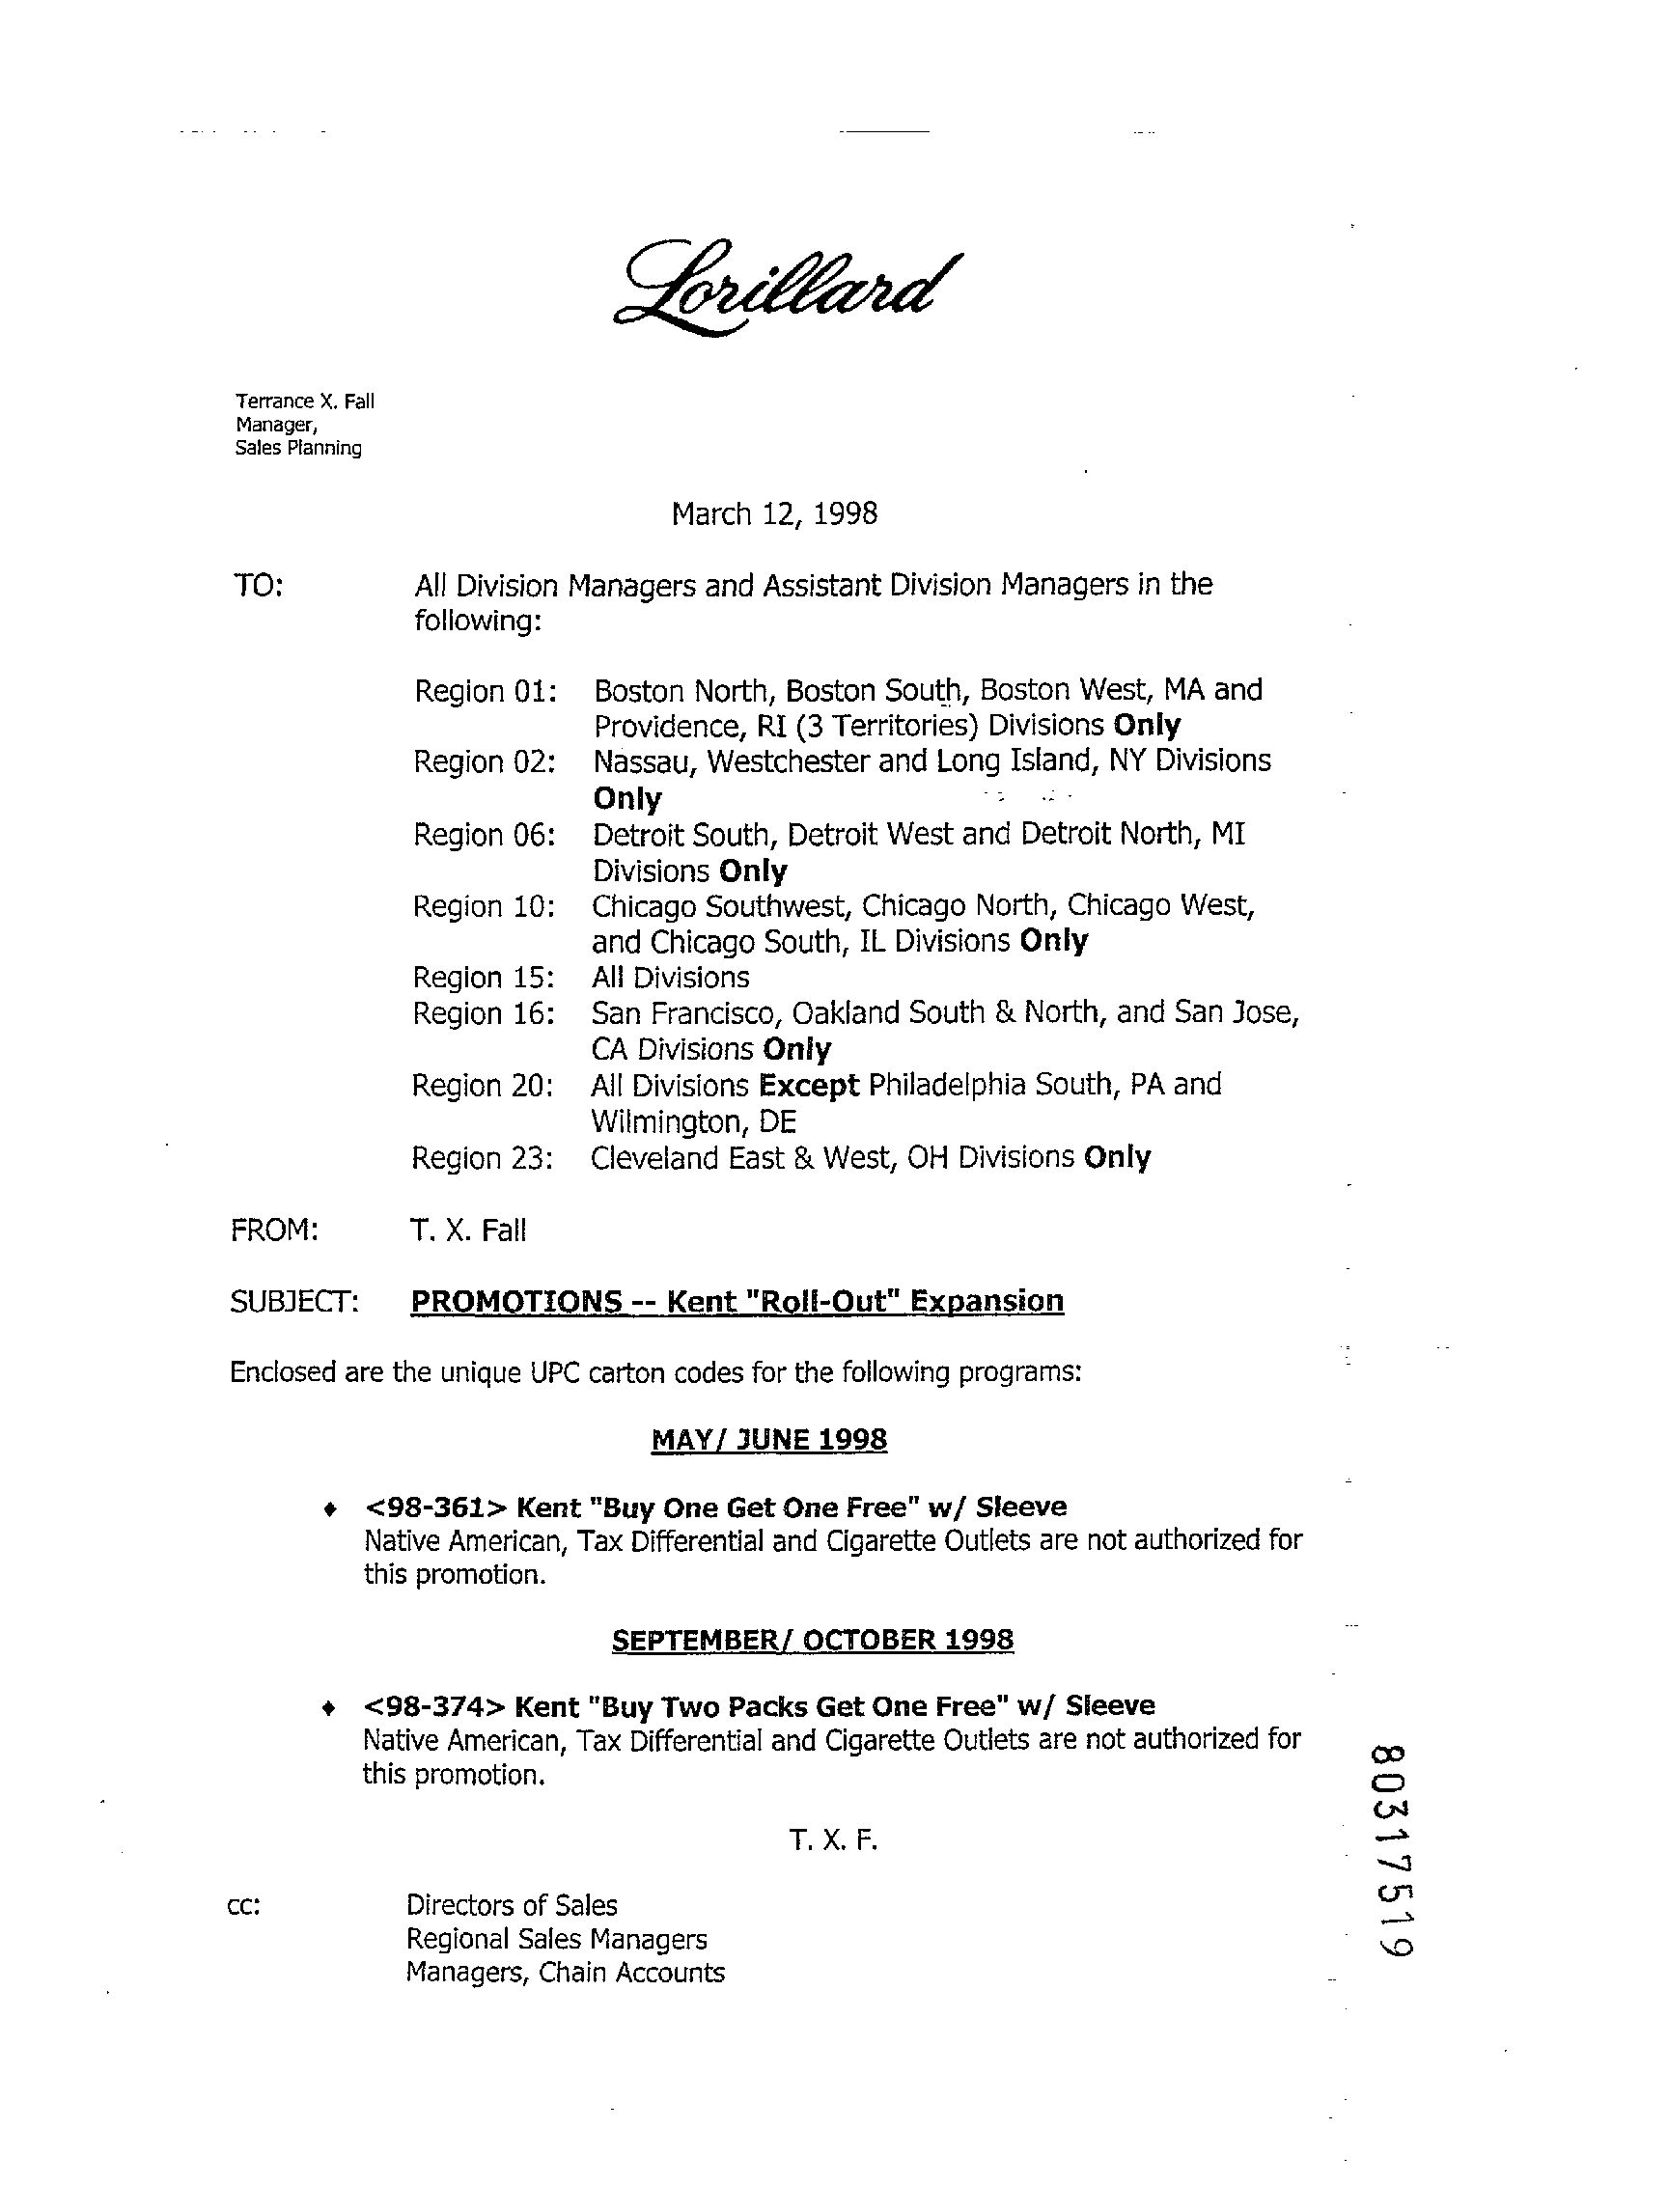 Lorillard
Terrance X. Fall
Manager,
Sales Planning
March 12, 1998
TO: All Division Managers and Assistant Division Managers in the
following:
Region 01: Boston North, Boston South, Boston West, MA and
Providence, RI (3 Territories) Divisions Only
Region 02: Nassau, Westchester and Long Island, NY Divisions
Only
Region 06: Detroit South, Detroit West and Detroit North, MI
Divisions Only
Region 10: Chicago Southwest, Chicago North, Chicago West,
and Chicago South, IL Divisions Only
Region 15: All Divisions
Region 16: San Francisco, Oakland South & North, and San Jose,
CA Divisions Only
Region 20: All Divisions Except Philadelphia South, PA and
Wilmington, DE
Region 23: Cleveland East & West, OH Divisions Only
FROM: T. X. Fall
SUBJECT: PROMOTIONS -- Kent "Roll-Out" Expansion
Enclosed are the unique UPC carton codes for the following programs:
MAY/ JUNE 1998
♦ <98-361> Kent "Buy One Get One Free" w/ Sleeve
Native American, Tax Differential and Cigarette Outlets are not authorized for
this promotion.
SEPTEMBER/ OCTOBER 1998
♦ <98-374> Kent "Buy Two Packs Get One Free" w/ Sleeve
Native American, Tax Differential and Cigarette Outlets are not authorized for
this promotion.
T. X. F.
cc: Directors of Sales
Regional Sales Managers
Managers, Chain Accounts
80317519